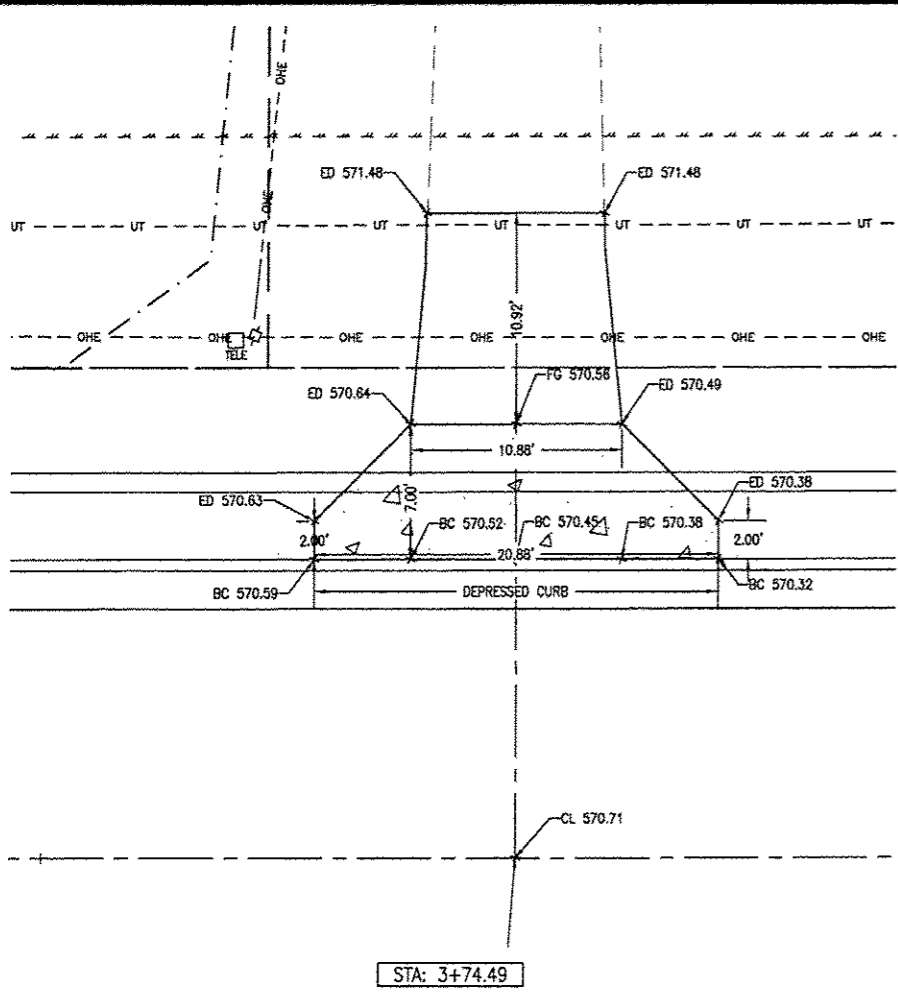 OHE
OHE
ED 571.48
ED 571.48
UT
UT
UT
UT
UT
UT
UT
10.92'
OHE
OHE
OHE
OHE
OHE
OHE
OHE
TELE
ED 570.64
FG 570.56
ED 570.49
10.88'
ED 570.63
7.00'
ED 570.38
2.00'
BC 570.52
BC 570.45
BC 570.38
2.00'
20.88'
BC 570.59
DEPRESSED CURB
BC 570.32
CL 570.71
STA: 3+74.49